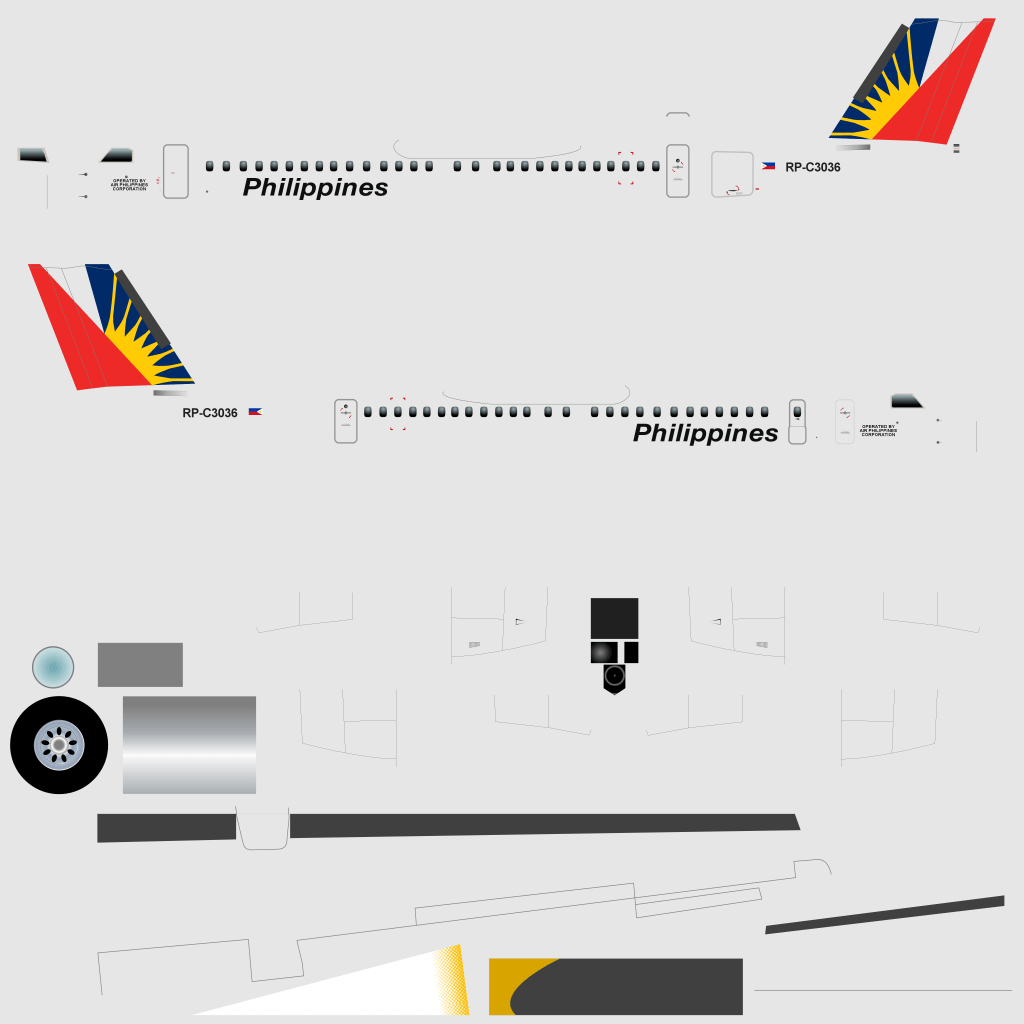 OPERATED BY
AIR PHILIPPINES
CORPORATION
Philippines
RP-C3036
RP-C3036
Philippines
OPERATED BY
AIR PHILIPPINES
CORPORATION